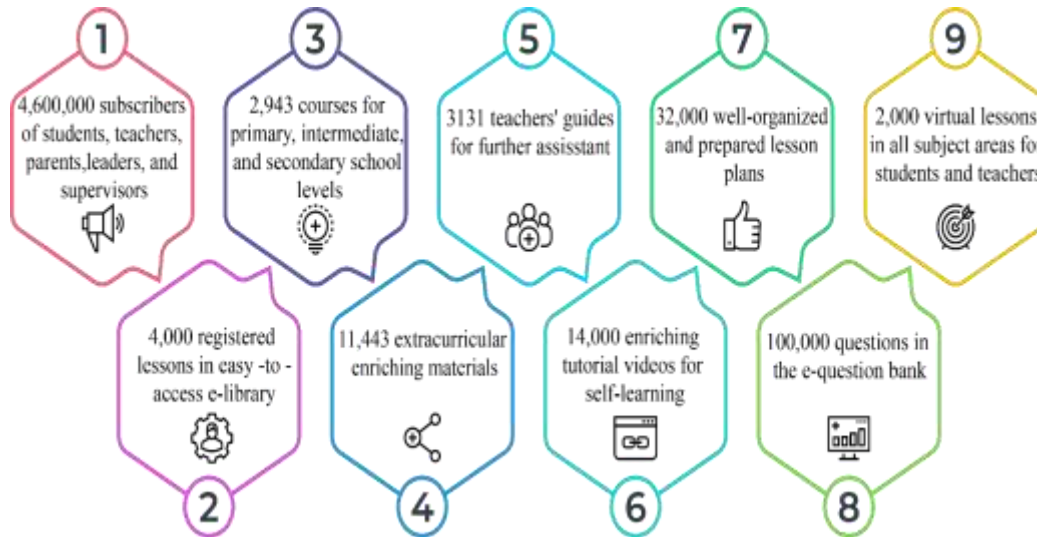 1
4,600,000 subscribers
of students, teachers,
parents,leaders, and
supervisors
2
4,000 registered
lessons in easy -to -
access e-library
3
2,943 courses for
primary, intermediate,
and secondary school
levels
4
11,443 extracurricular
enriching materials
5
3131 teachers' guides
for further assisstant
6
14,000 enriching
tutorial videos for
self-learning
7
32,000 well-organized
and prepared lesson
plans
8
100,000 questions in
the e-question bank
9
2,000 virtual lessons
in all subject areas for
students and teachers